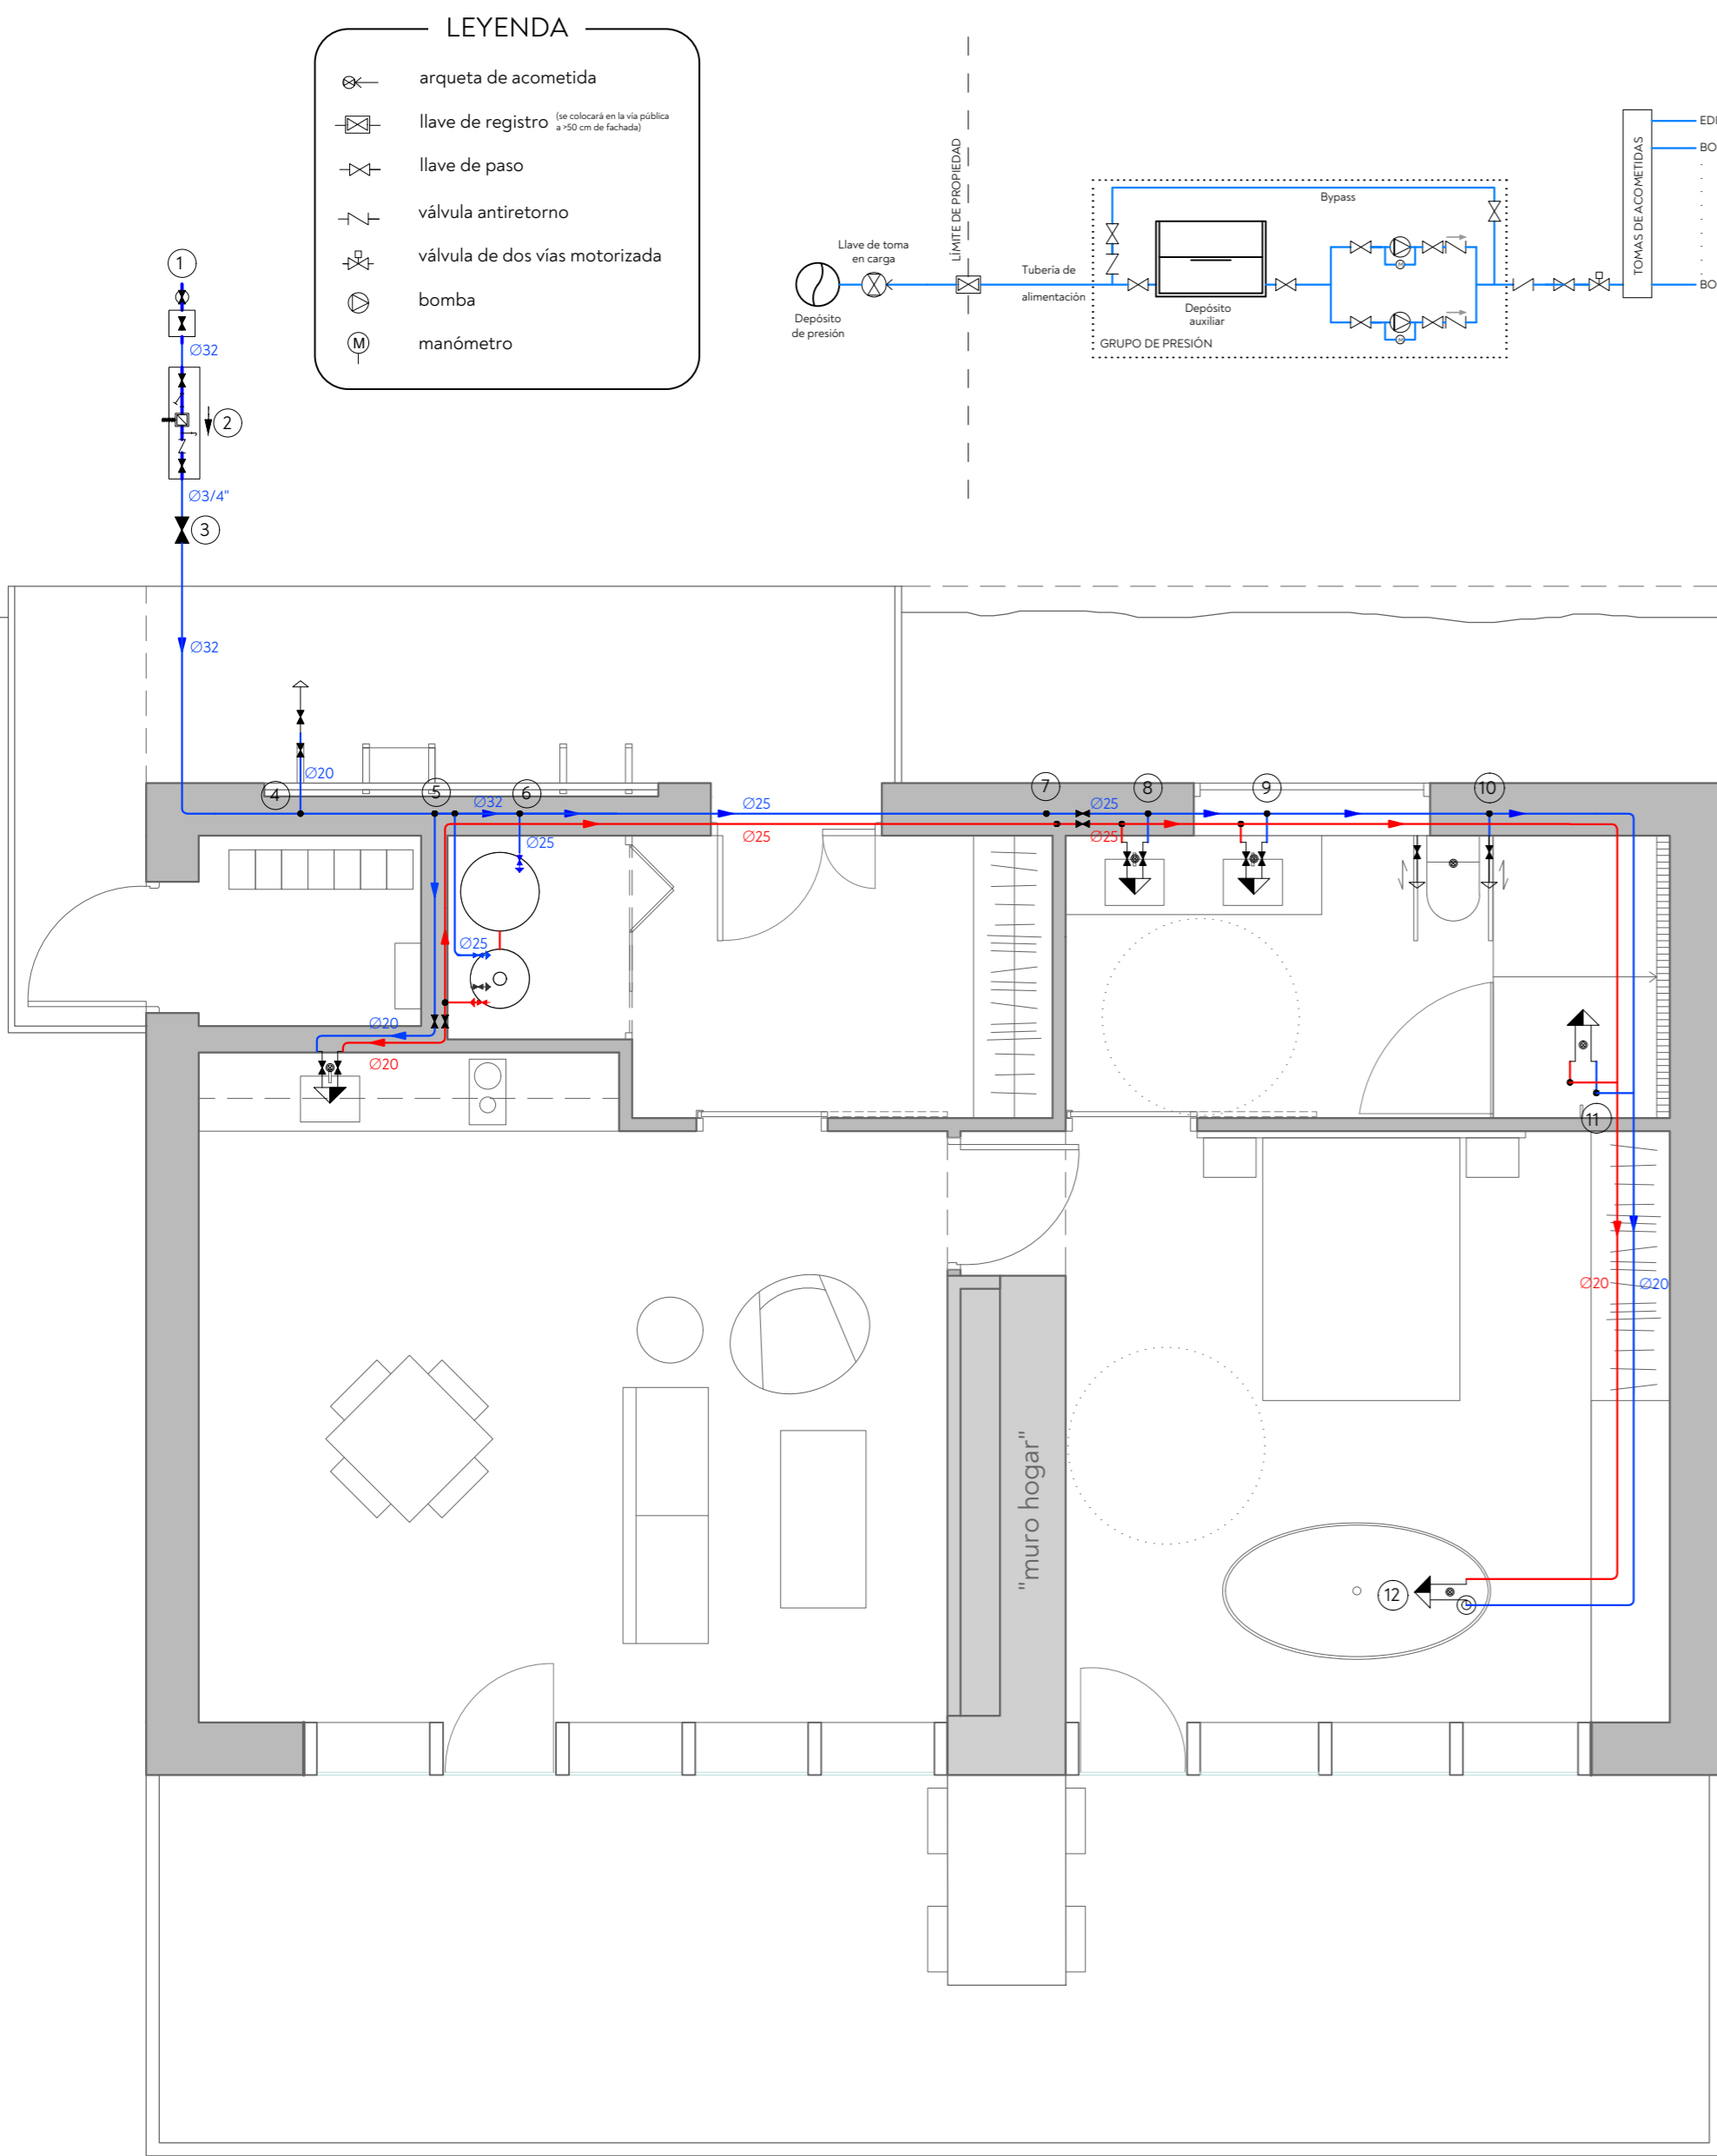 LEYENDA
arqueta de acometida
llave de registro (se colocará en la vía pública
a >50 cm de fachada)
llave de paso
válvula antiretorno
válvula de dos vías motorizada
bomba
M manómetro
LÍMITE DE PROPIEDAD
Llave de toma
en carga
Depósito
de presión
Tubería de
alimentación
Bypass
Depósito
auxiliar
M
M
GRUPO DE PRESIÓN
TOMAS DE ACOMETIDAS
EDI
BO
BO
1
Ø32
2
Ø3/4"
3
Ø32
Ø20
4
5
Ø32
6
Ø25
Ø25
7
Ø25
8
9
10
Ø25
Ø25
Ø25
Ø20
Ø20
11
Ø20
Ø20
"muro hogar"
12